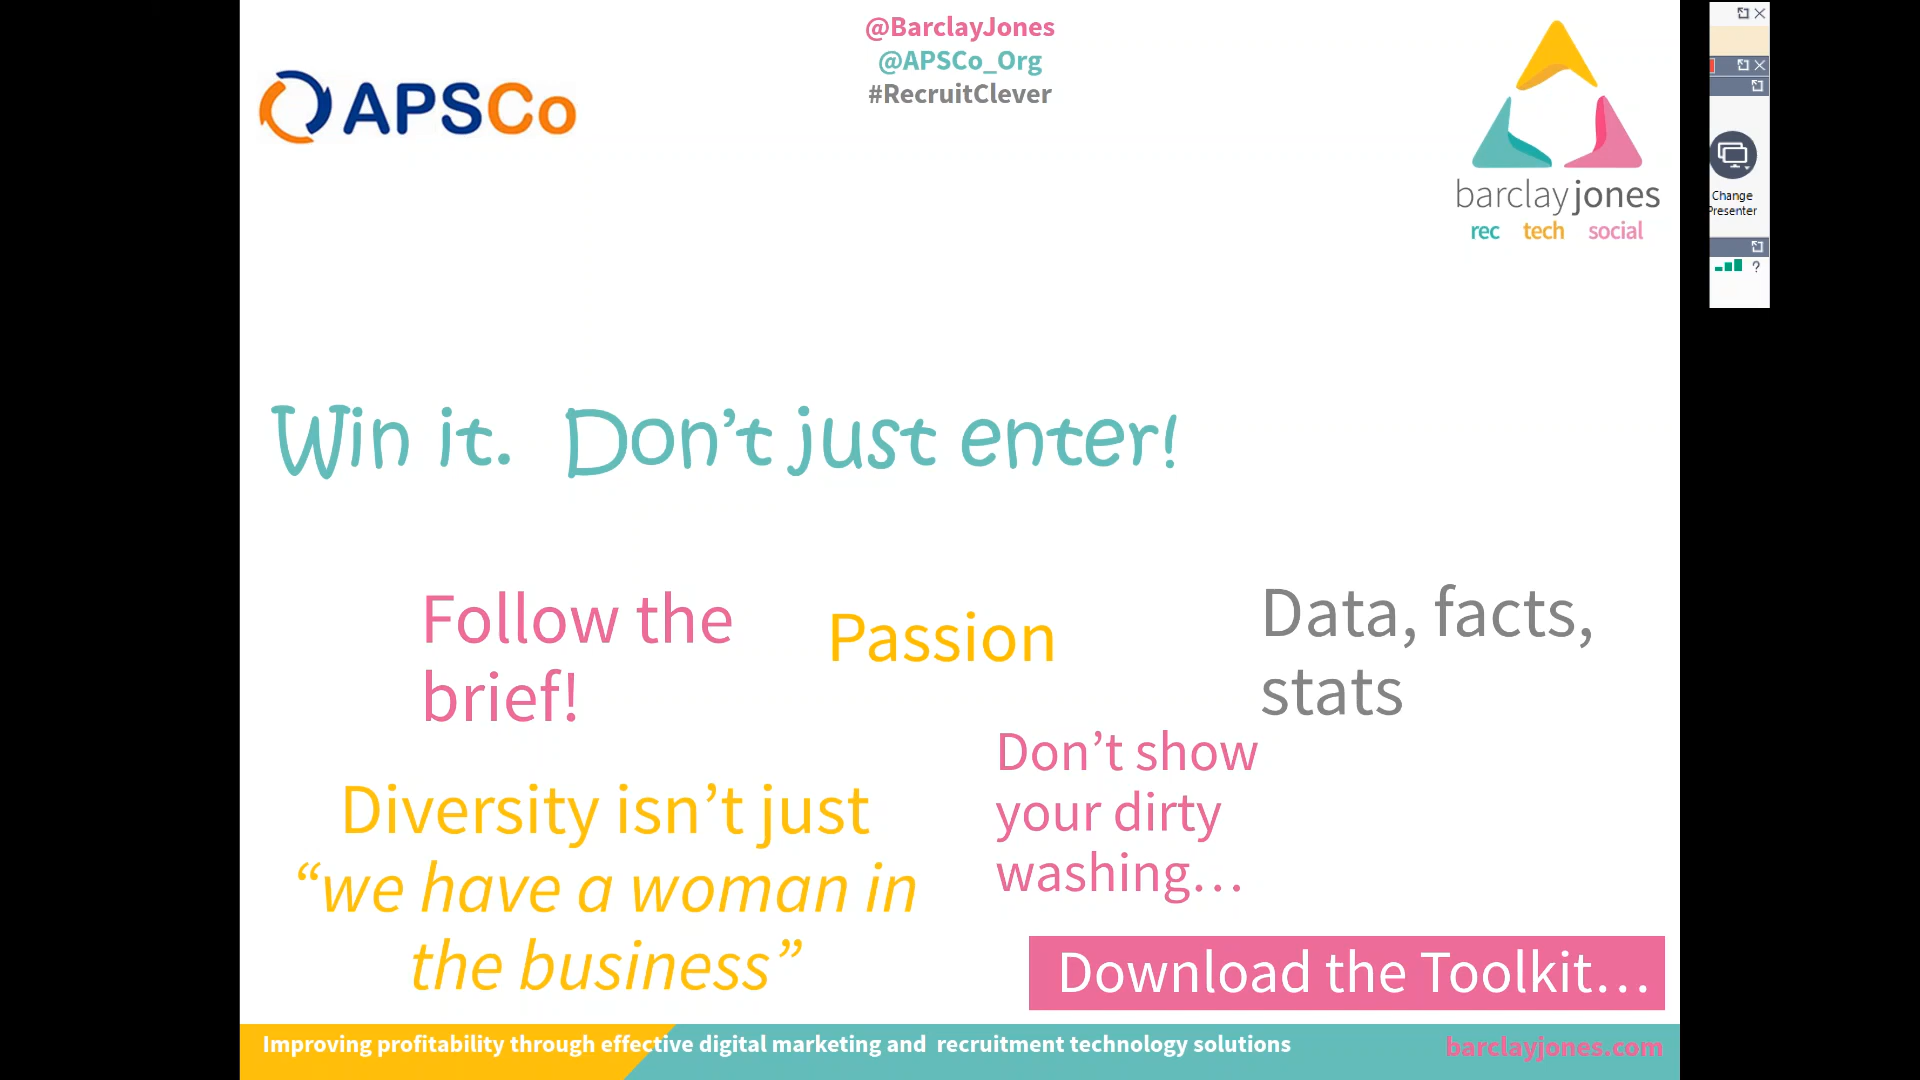 @BarclayJones
@APSCo_Org
#RecruitClever
APSCo
barclayjones
rec tech social
Change
Presenter
?
Win it. Don't just enter!
Follow the
brief!
Passion
Data, facts,
stats
Don't show
your dirty
washing...
Diversity isn't just
“we have a woman in
the business”
Download the Toolkit...
Improving profitability through effective digital marketing and recruitment technology solutions
barclayjones.com